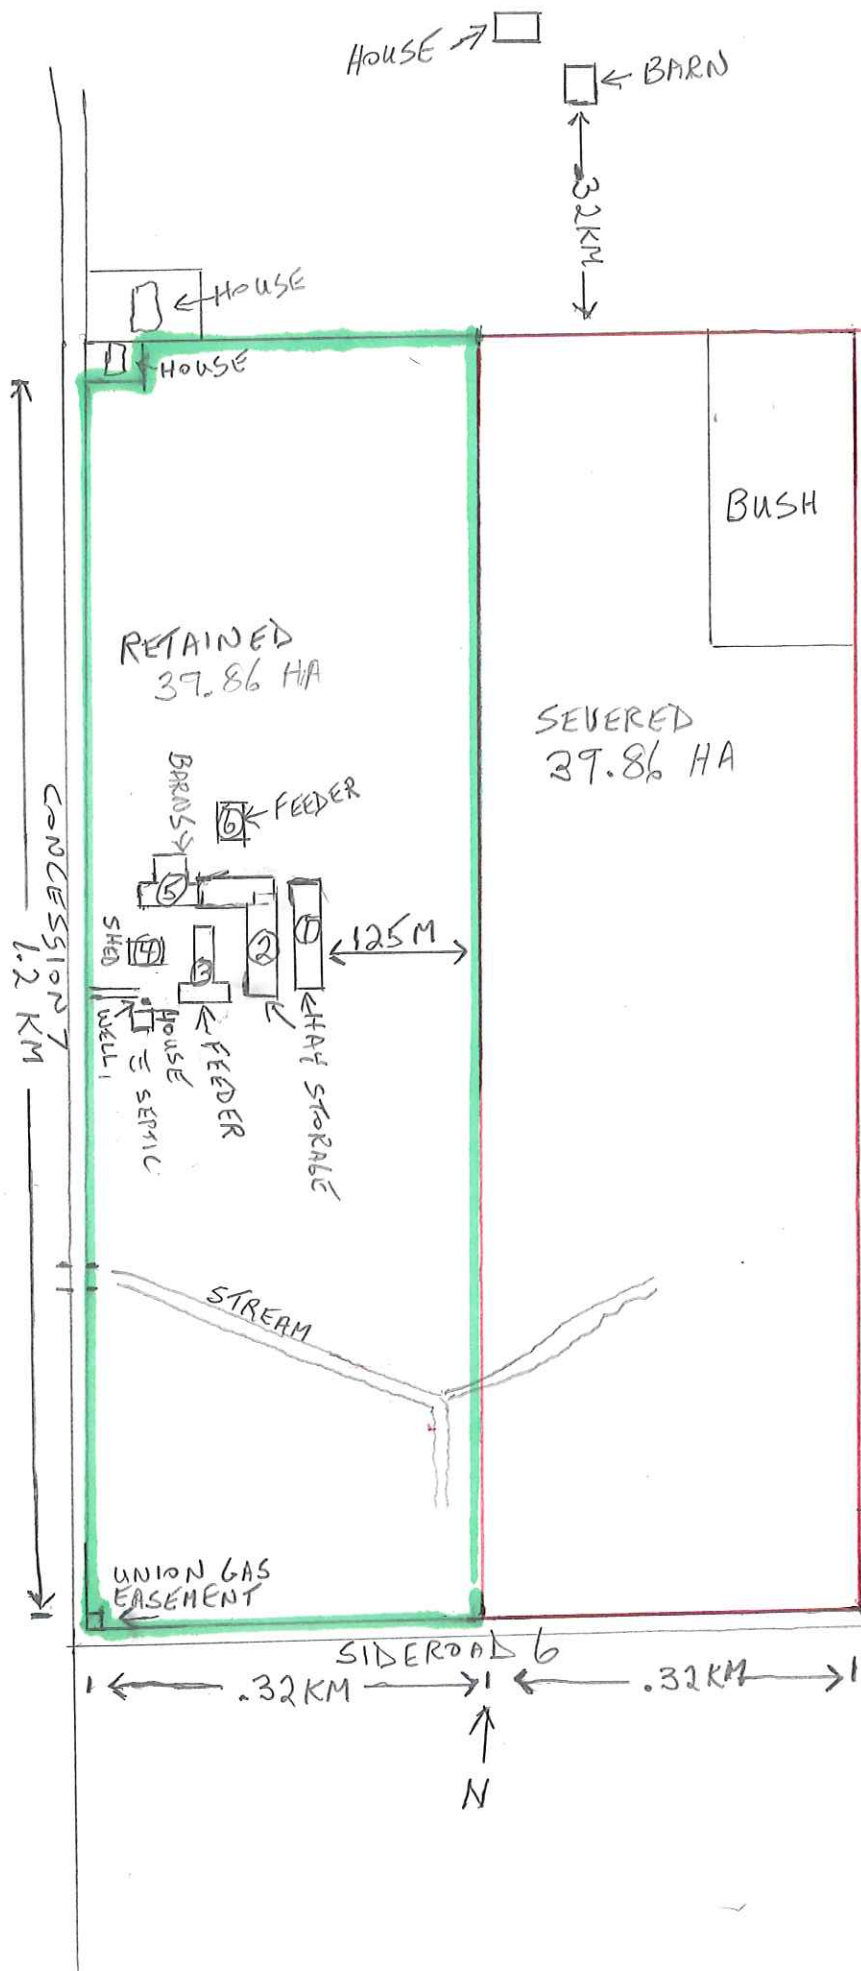 HOUSE
BARN
.32KM
HOUSE
HOUSE
BUSH
RETAINED
39.86 HA
SEVERED
39.86 HA
BARNS
6
FEEDER
5
1
SHED
4
3
2
125M
CONCESSION 7
1.2 KM
WELL
HOUSE
SEPTIC
FEEDER
HAY STORAGE
STREAM
UNION GAS
EASEMENT
SIDEROAD 6
.32KM
.32KM
N